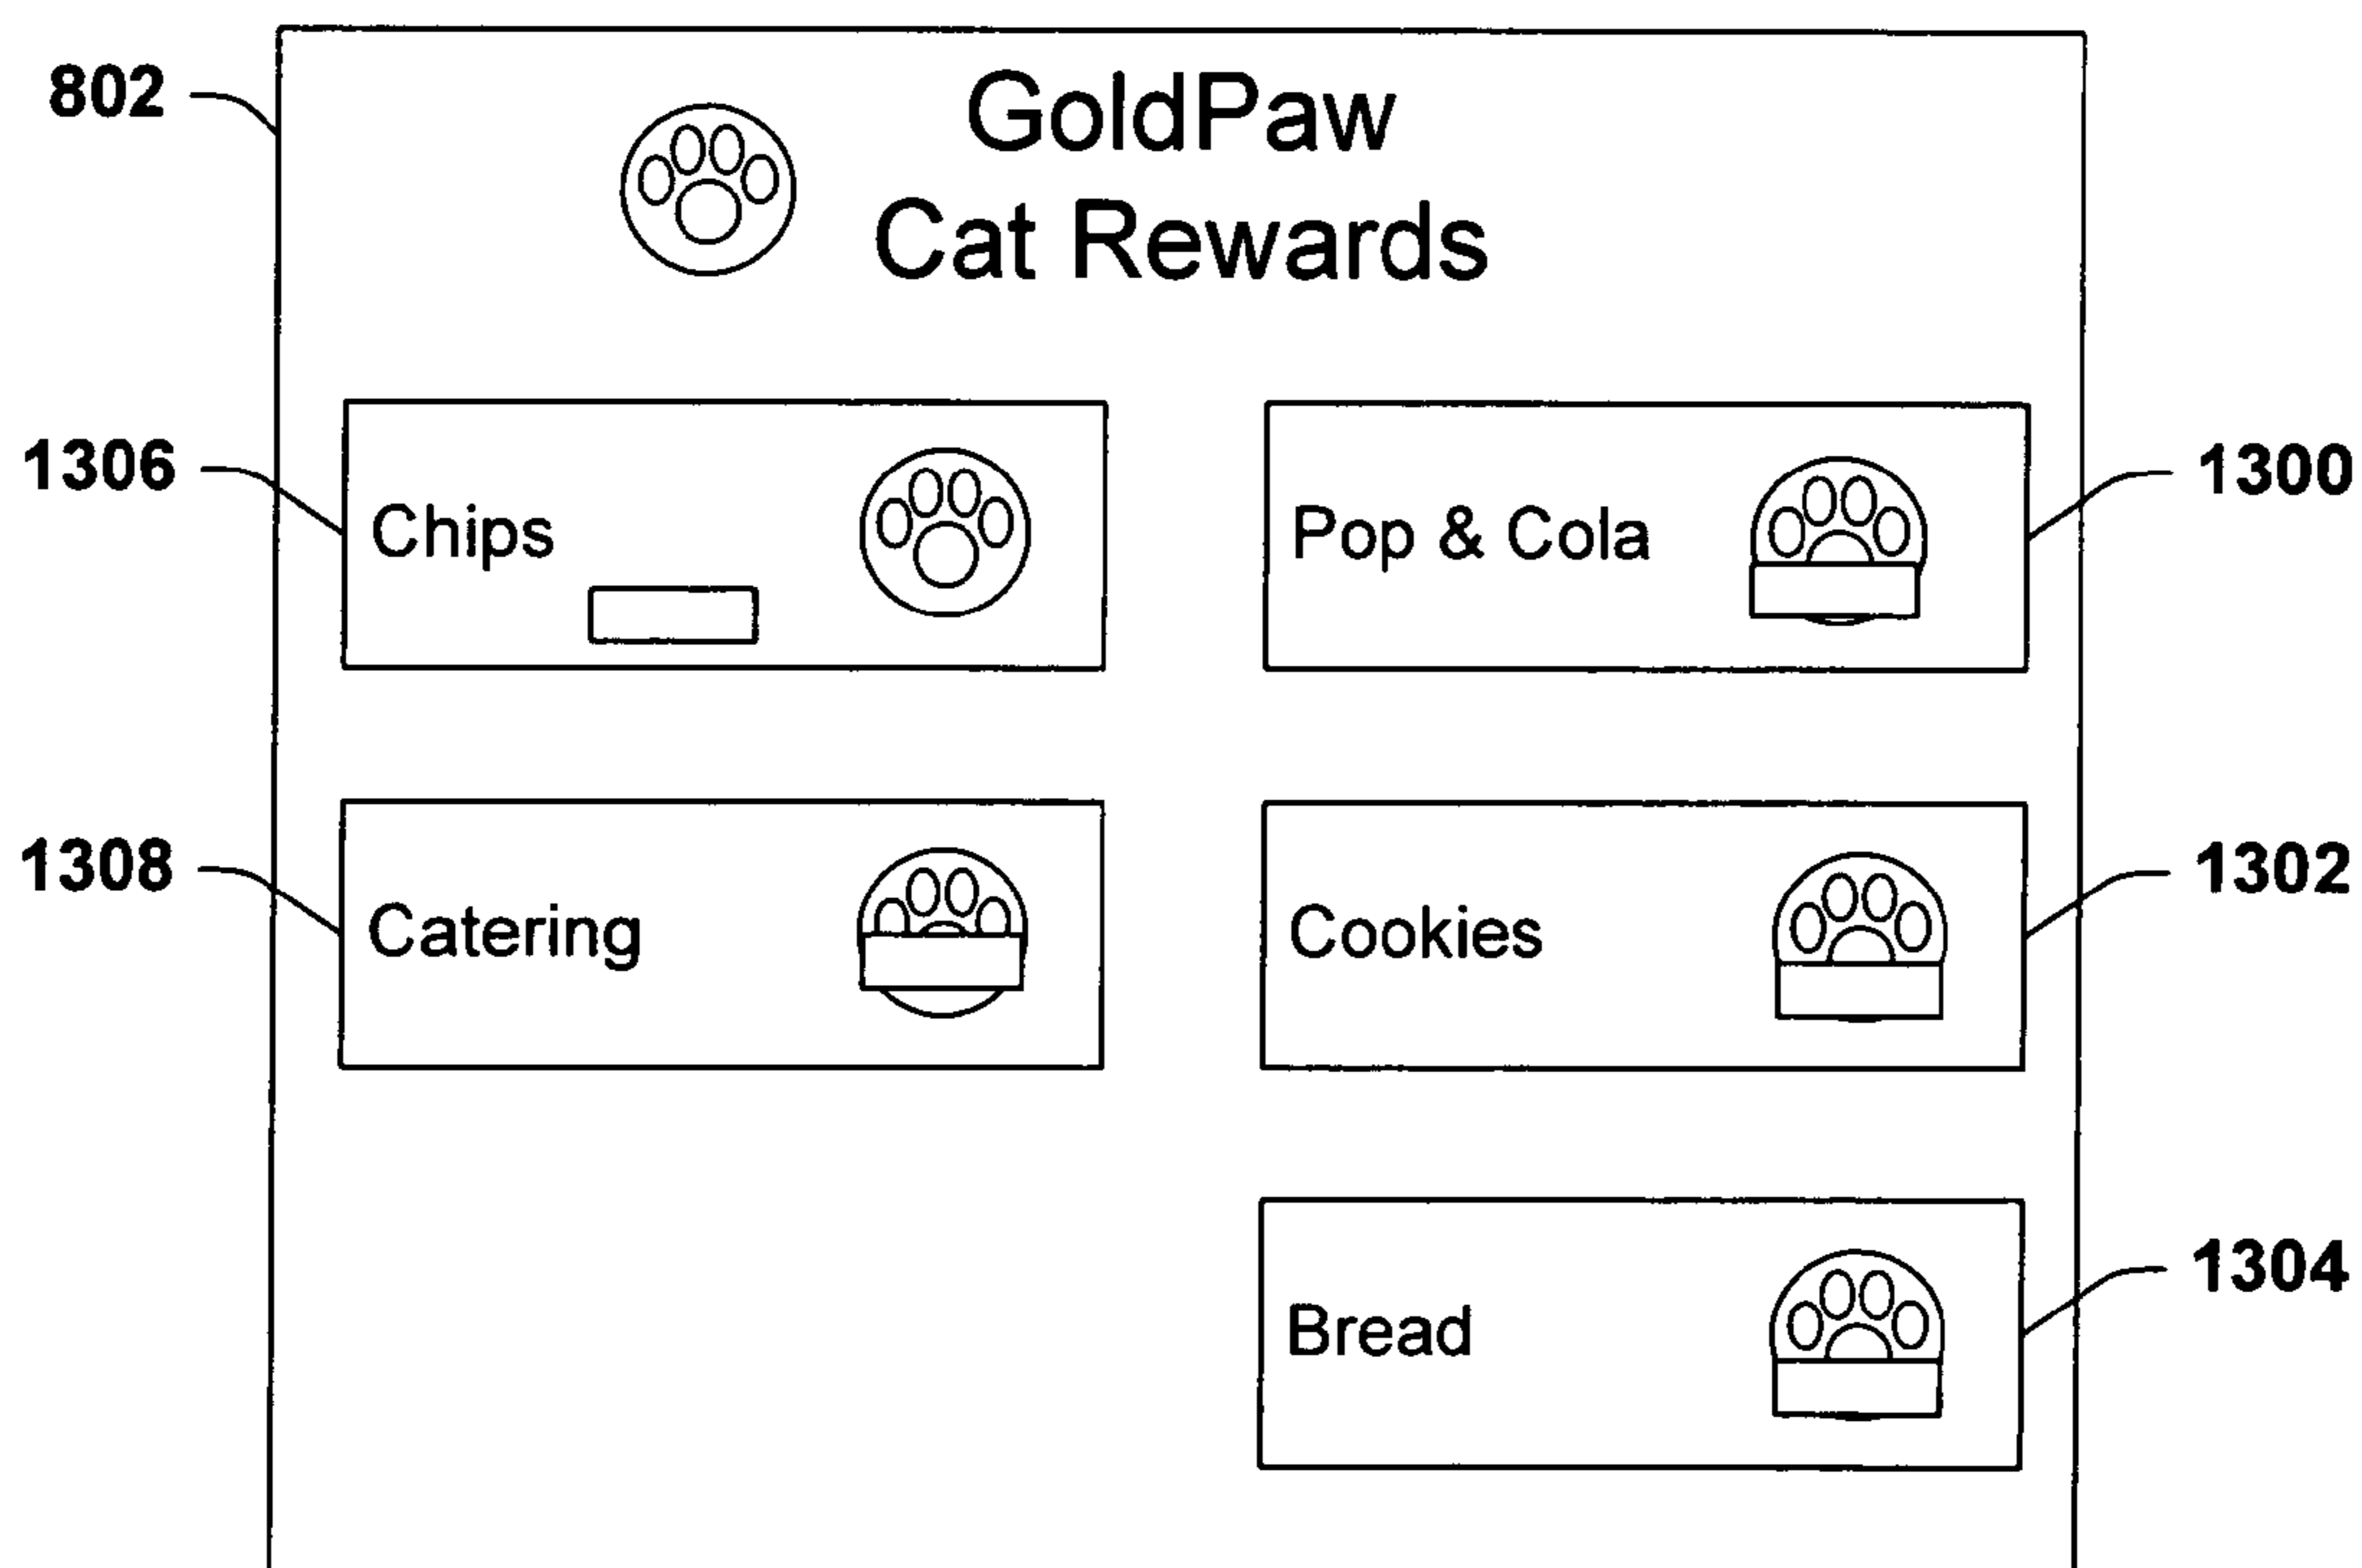 802
GoldPaw
Cat Rewards
1306
Chips
Pop & Cola
1300
1308
Catering
Cookies
1302
Bread
1304